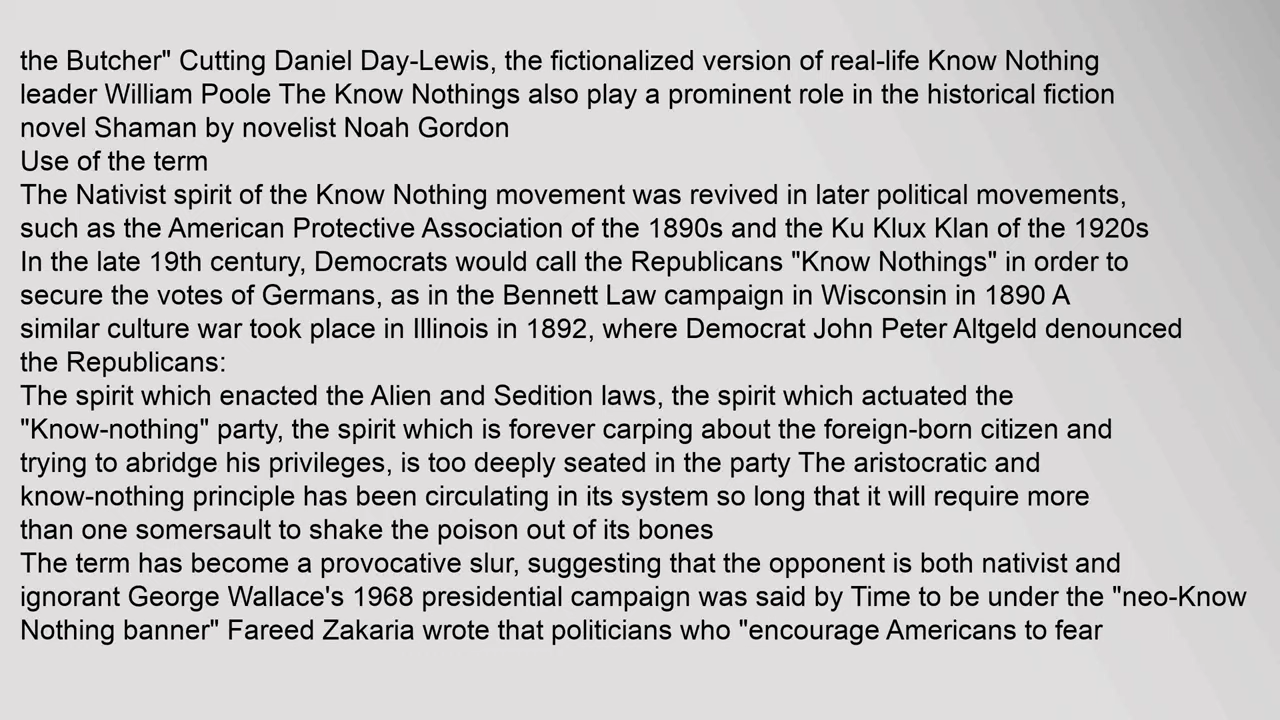 the Butcher" Cutting Daniel Day-Lewis, the fictionalized version of real-life Know Nothing
leader William Poole The Know Nothings also play a prominent role in the historical fiction
novel Shaman by novelist Noah Gordon
Use of the term
The Nativist spirit of the Know Nothing movement was revived in later political movements,
such as the American Protective Association of the 1890s and the Ku Klux Klan of the 1920s
In the late 19th century, Democrats would call the Republicans "Know Nothings" in order to
secure the votes of Germans, as in the Bennett Law campaign in Wisconsin in 1890 A
similar culture war took place in Illinois in 1892, where Democrat John Peter Altgeld denounced
the Republicans:
The spirit which enacted the Alien and Sedition laws, the spirit which actuated the
"Know-nothing" party, the spirit which is forever carping about the foreign-born citizen and
trying to abridge his privileges, is too deeply seated in the party The aristocratic and
know-nothing principle has been circulating in its system so long that it will require more
than one somersault to shake the poison out of its bones
The term has become a provocative slur, suggesting that the opponent is both nativist and
ignorant George Wallace's 1968 presidential campaign was said by Time to be under the "neo-Know
Nothing banner" Fareed Zakaria wrote that politicians who "encourage Americans to fear